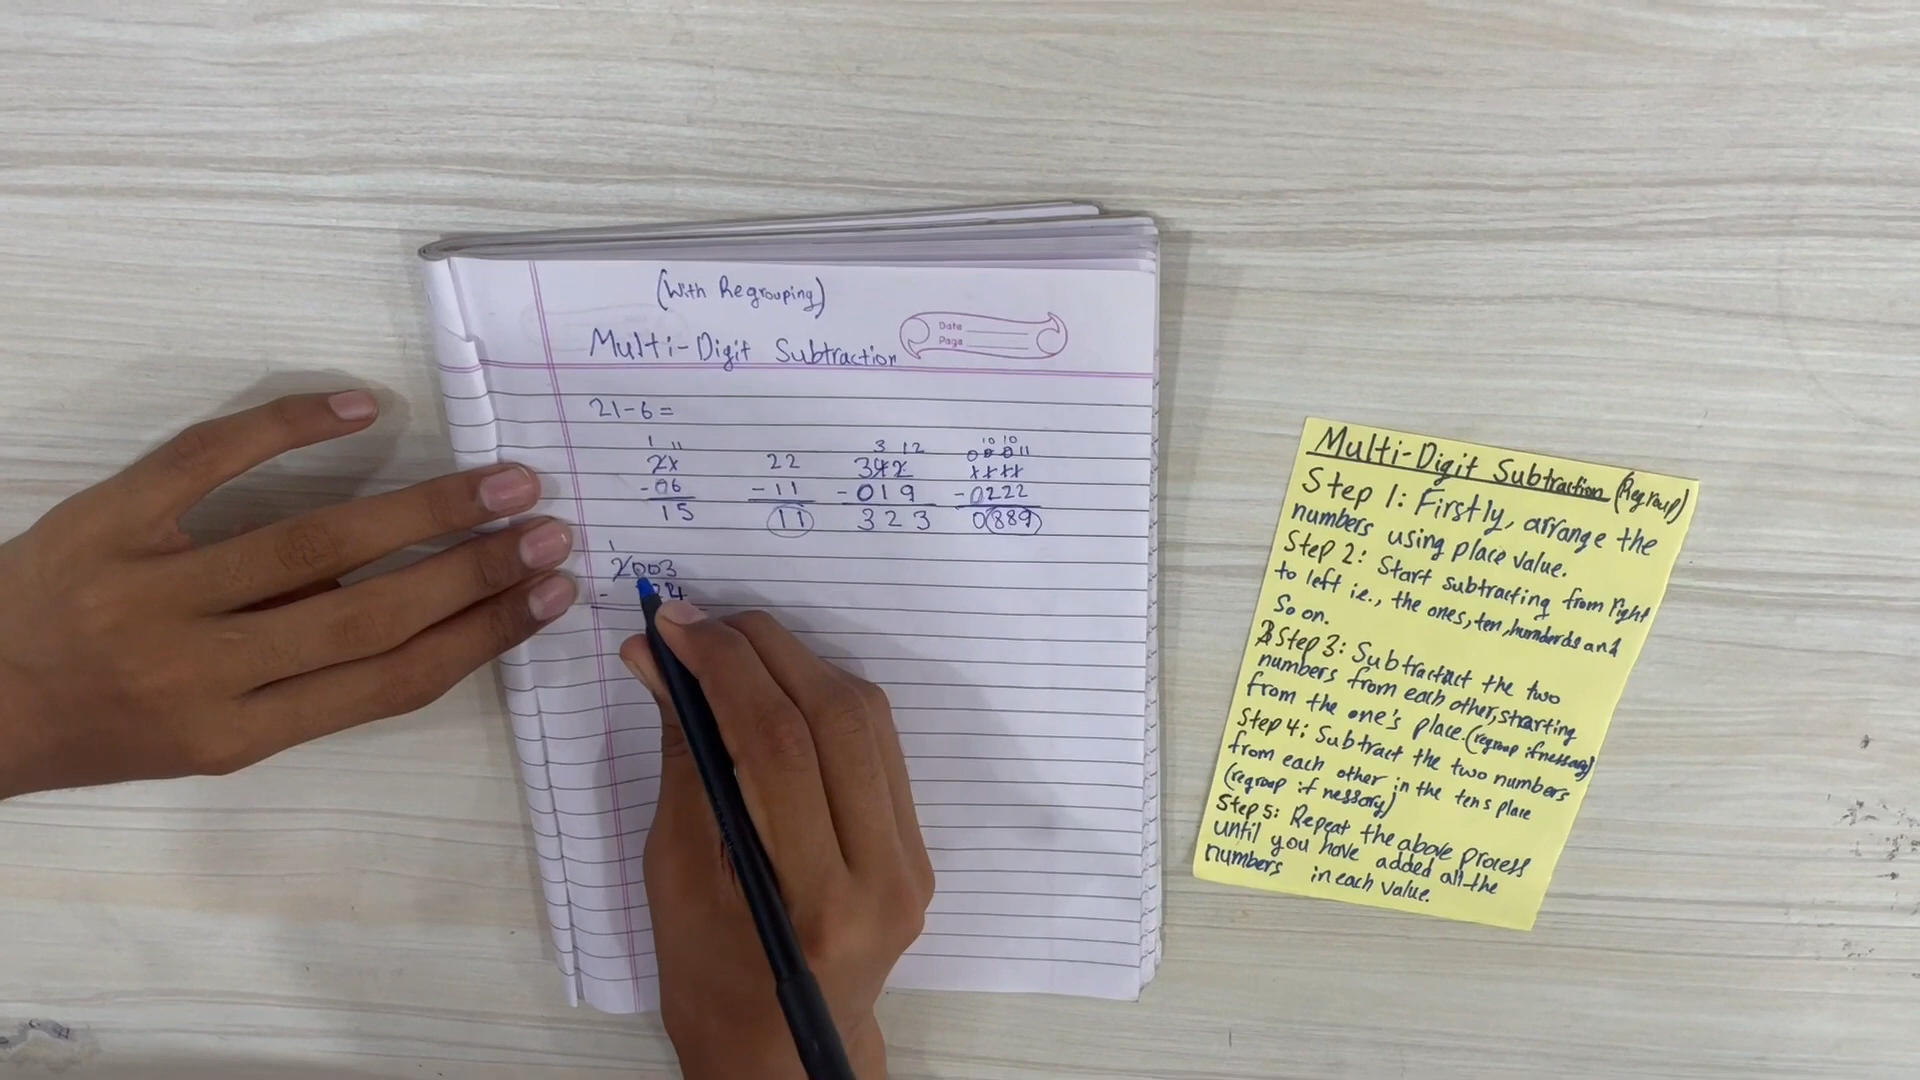 (With Regrouping)
Multi-Digit Subtraction
Date
Page
21-6=
1 11
21
-06
15
22
-11
11
3 12
342
-019
323
10 10
0 0 0 11
1111
-0222
0889
1
2003
- 24
Multi-Digit Subtraction (Regroup)
Step 1: Firstly, arrange the
numbers using place value.
Step 2: Start subtracting from right
to left i.e., the ones, ten, hunderds and
So on.
Step 3: Subtract the two
numbers from each other, starting
from the one's place. (regroup if nessary)
Step 4: Subtract the two numbers
from each other in the tens place
(regroup if nessory)
Step 5: Repeat the above process
until you have added all the
numbers in each value.